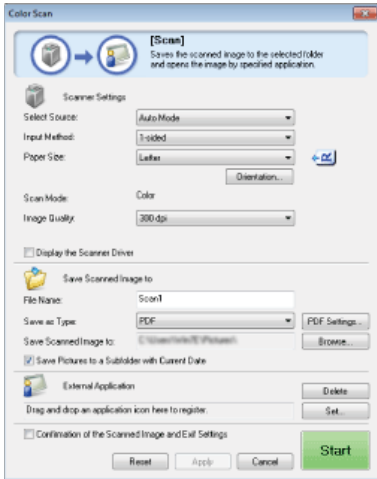 Color Scan
[Scan]
Saves the scanned image to the selected folder
and opens the image by specified application.
Scanner Settings
Select Source: Auto Mode
Input Method: 1-sided
Paper Size: Letter
Orientation...
Scan Mode: Color
Image Quality: 300 dpi
Display the Scanner Driver
Save Scanned Image to
File Name: Scan1
Save as Type: PDF PDF Settings...
Save Scanned Image to: Browse...
Save Pictures to a Subfolder with Current Date
External Application Delete
Drag and drop an application icon here to register. Set...
Confirmation of the Scanned Image and Exif Settings
Start
Reset Apply Cancel